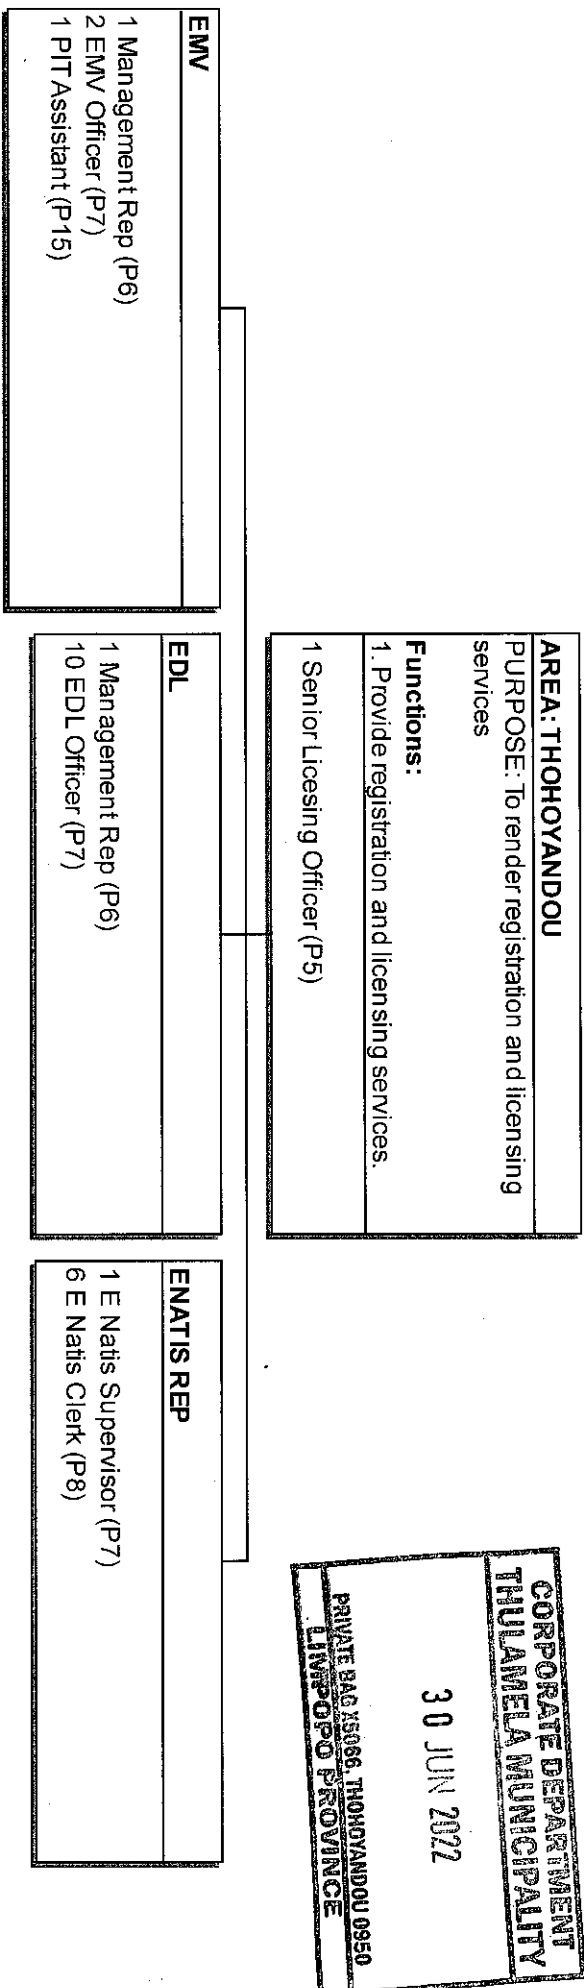 AREA: THOHOYANDOU
PURPOSE: To render registration and licensing
services
Functions:
1. Provide registration and licensing services.
1 Senior Licesing Officer (P5)
EMV
1 Management Rep (P6)
2 EMV Officer (P7)
1 PIT Assistant (P15)
EDL
1 Management Rep (P6)
10 EDL Officer (P7)
ENATIS REP
1 E Natis Supervisor (P7)
6 E Natis Clerk (P8)
CORPORATE DEPARTMENT
THULAMELA MUNICIPALITY
30 JUN 2022
PRIVATE BAG X5066, THOHOYANDOU 0950
LIMPOPO PROVINCE